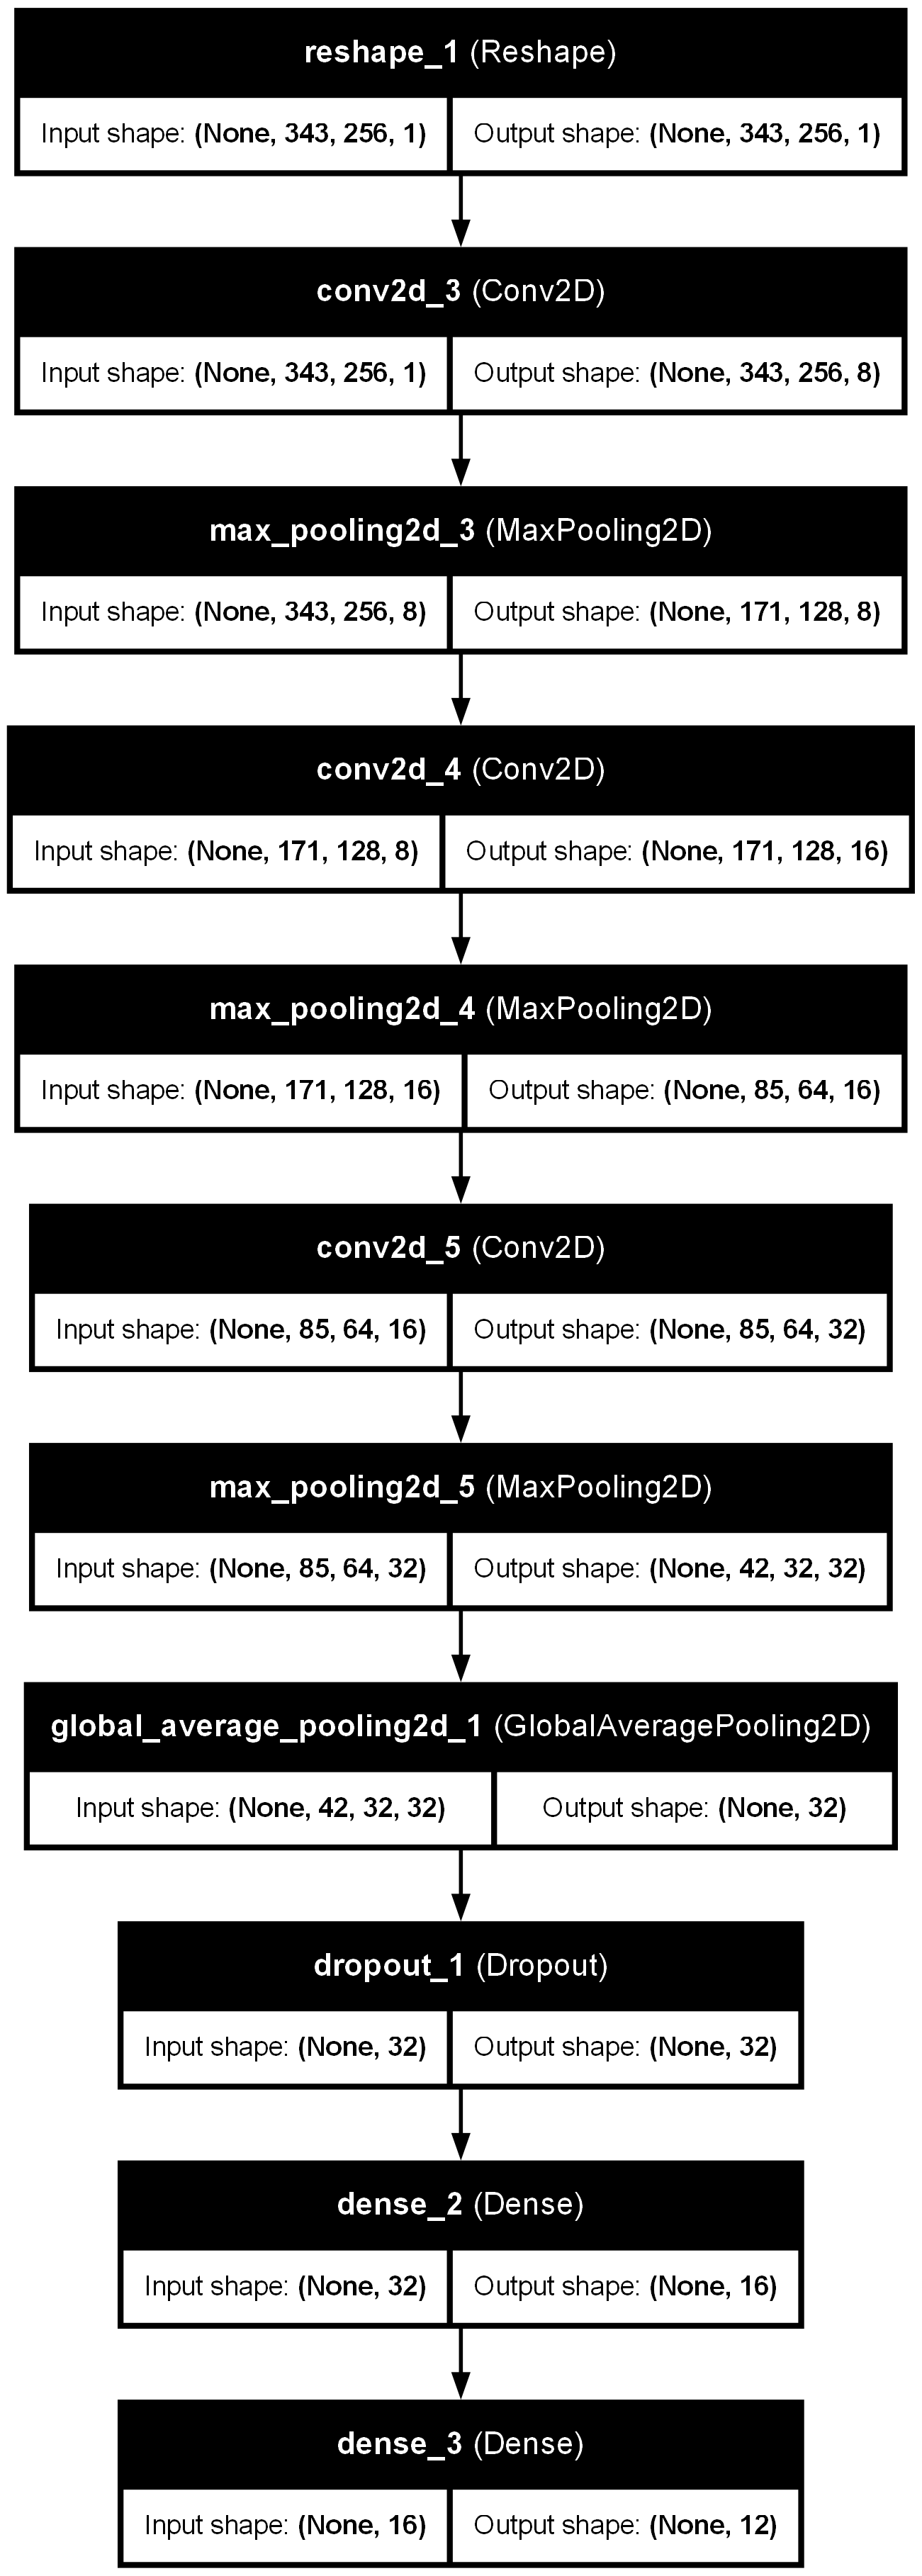 reshape_1 (Reshape)
Input shape: (None, 343, 256, 1) Output shape: (None, 343, 256, 1)
conv2d_3 (Conv2D)
Input shape: (None, 343, 256, 1) Output shape: (None, 343, 256, 8)
max_pooling2d_3 (MaxPooling2D)
Input shape: (None, 343, 256, 8) Output shape: (None, 171, 128, 8)
conv2d_4 (Conv2D)
Input shape: (None, 171, 128, 8) Output shape: (None, 171, 128, 16)
max_pooling2d_4 (MaxPooling2D)
Input shape: (None, 171, 128, 16) Output shape: (None, 85, 64, 16)
conv2d_5 (Conv2D)
Input shape: (None, 85, 64, 16) Output shape: (None, 85, 64, 32)
max_pooling2d_5 (MaxPooling2D)
Input shape: (None, 85, 64, 32) Output shape: (None, 42, 32, 32)
global_average_pooling2d_1 (GlobalAveragePooling2D)
Input shape: (None, 42, 32, 32) Output shape: (None, 32)
dropout_1 (Dropout)
Input shape: (None, 32) Output shape: (None, 32)
dense_2 (Dense)
Input shape: (None, 32) Output shape: (None, 16)
dense_3 (Dense)
Input shape: (None, 16) Output shape: (None, 12)